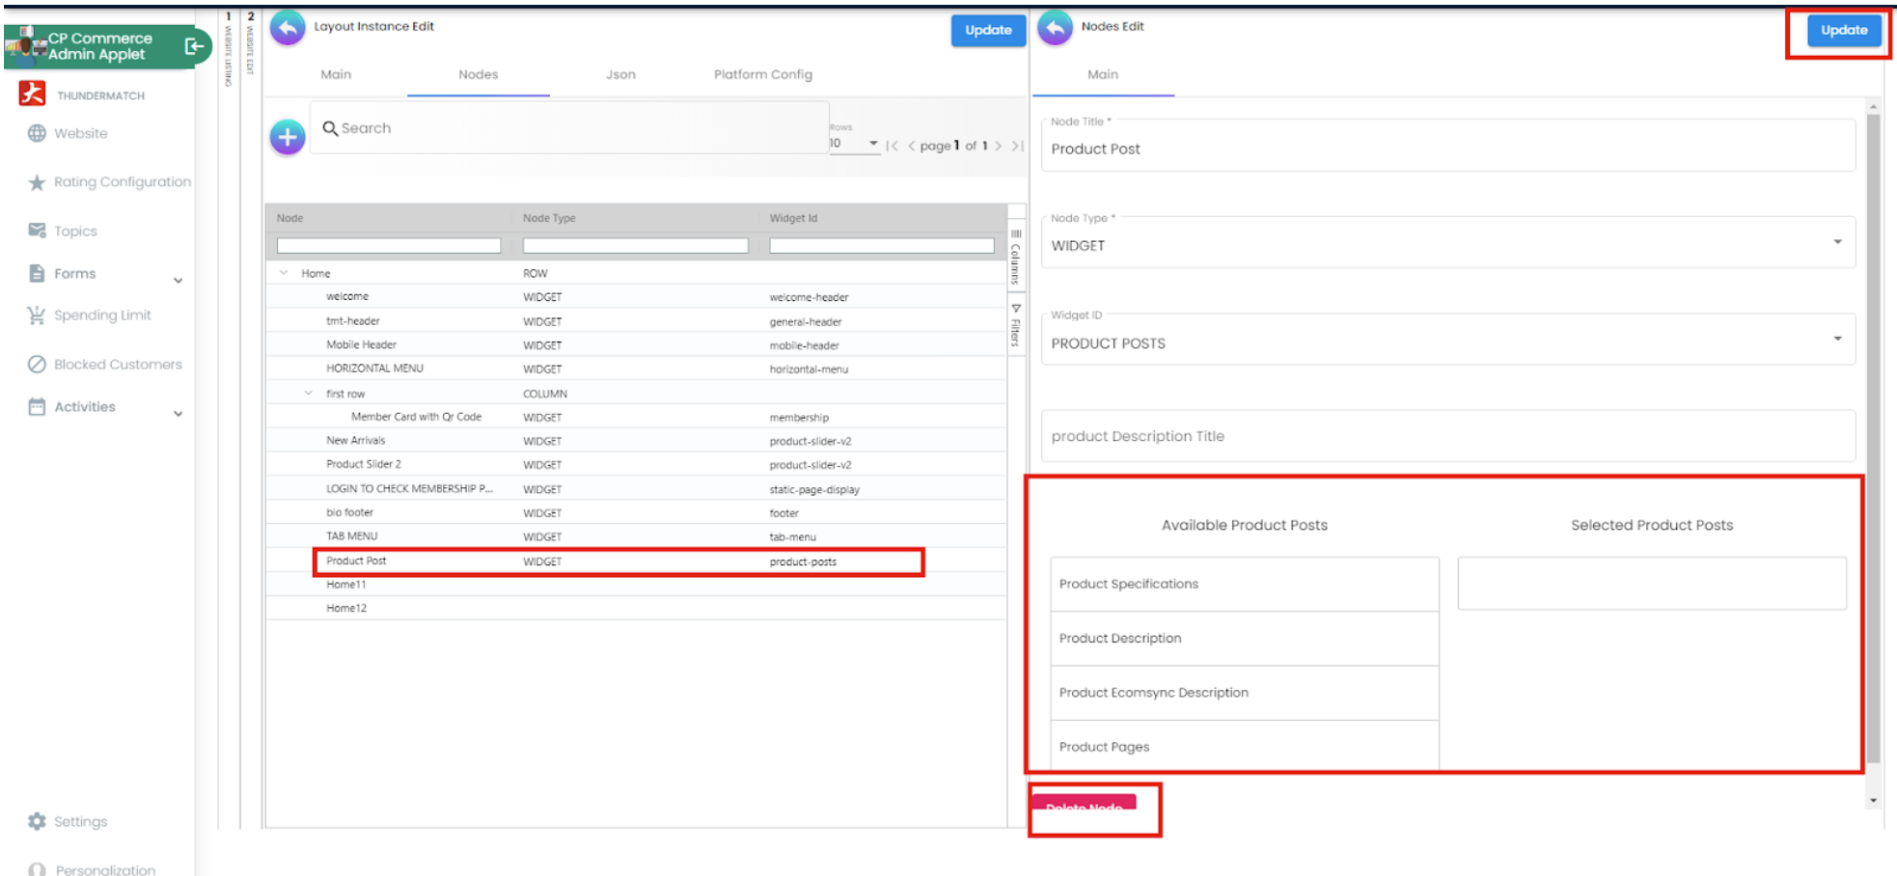 CP Commerce
Admin Applet
THUNDERMATCH
Website
Rating Configuration
Topics
Forms
Spending Limit
Blocked Customers
Activities
Settings
Personalization
1 WEBSITE LISTING
2 WEBSITE EDIT
Layout Instance Edit
Update
Main Nodes Json Platform Config
Search
Rows
10
|< < page 1 of 1 > >|
Node Node Type Widget Id
Home ROW
welcome WIDGET welcome-header
tmt-header WIDGET general-header
Mobile Header WIDGET mobile-header
HORIZONTAL MENU WIDGET horizontal-menu
first row COLUMN
Member Card with Qr Code WIDGET membership
New Arrivals WIDGET product-slider-v2
Product Slider 2 WIDGET product-slider-v2
LOGIN TO CHECK MEMBERSHIP P... WIDGET static-page-display
bio footer WIDGET footer
TAB MENU WIDGET tab-menu
Product Post WIDGET product-posts
Home11
Home12
Columns
Filters
Nodes Edit
Update
Main
Node Title *
Product Post
Node Type *
WIDGET
Widget ID
PRODUCT POSTS
product Description Title
Available Product Posts
Selected Product Posts
Product Specifications
Product Description
Product Ecomsync Description
Product Pages
Delete Node